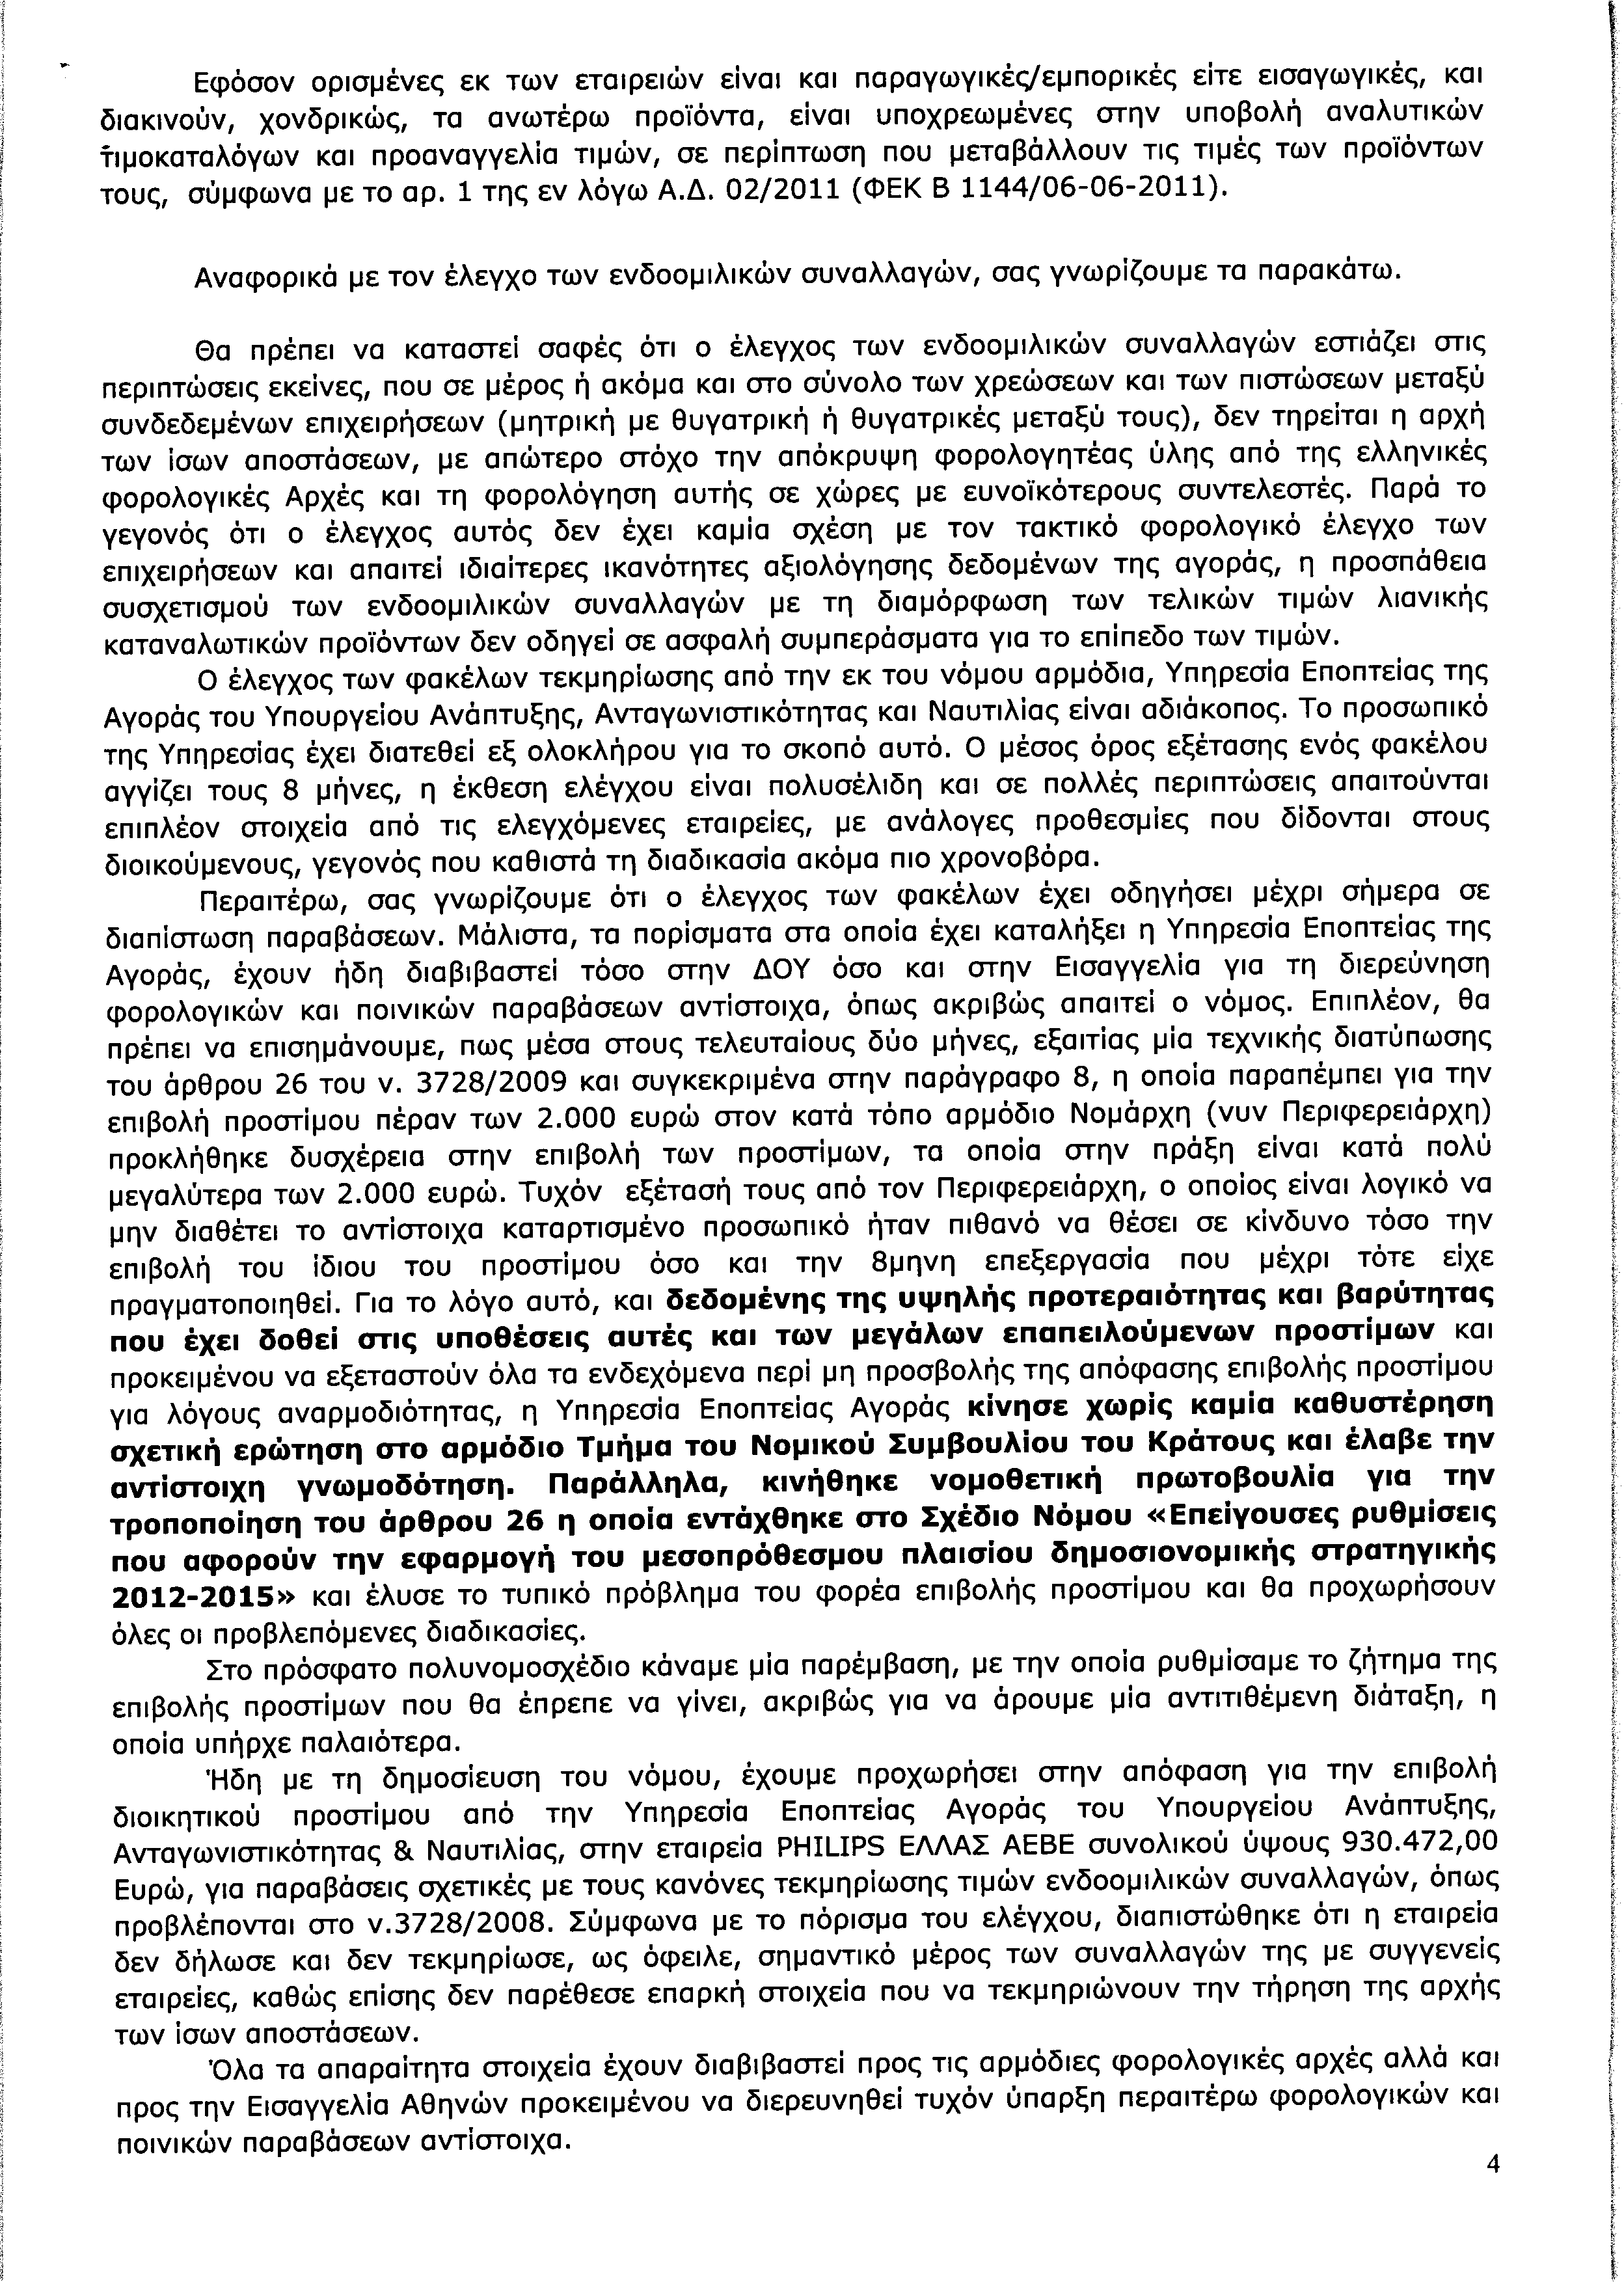 Εφόσον ορισμένες εκ των εταιρειών είναι και παραγωγικές/εμπορικές είτε εισαγωγικές, και
διακινούν, χονδρικώς, τα ανωτέρω προϊόντα, είναι υποχρεωμένες στην υποβολή αναλυτικών
τιμοκαταλόγων και προαναγγελία τιμών, σε περίπτωση που μεταβάλλουν τις τιμές των προϊόντων
τους, σύμφωνα με το αρ. 1 της εν λόγω Α.Δ. 02/2011 (ΦΕΚ Β 1144/06-06-2011).
Αναφορικά με τον έλεγχο των ενδοομιλικών συναλλαγών, σας γνωρίζουμε τα παρακάτω.
Θα πρέπει να καταστεί σαφές ότι ο έλεγχος των ενδοομιλικών συναλλαγών εστιάζει στις
περιπτώσεις εκείνες, που σε μέρος ή ακόμα και στο σύνολο των χρεώσεων και των πιστώσεων μεταξύ
συνδεδεμένων επιχειρήσεων (μητρική με θυγατρική ή θυγατρικές μεταξύ τους), δεν τηρείται η αρχή
των ίσων αποστάσεων, με απώτερο στόχο την απόκρυψη φορολογητέας ύλης από της ελληνικές
φορολογικές Αρχές και τη φορολόγηση αυτής σε χώρες με ευνοϊκότερους συντελεστές. Παρά το
γεγονός ότι ο έλεγχος αυτός δεν έχει καμία σχέση με τον τακτικό φορολογικό έλεγχο των
επιχειρήσεων και απαιτεί ιδιαίτερες ικανότητες αξιολόγησης δεδομένων της αγοράς, η προσπάθεια
συσχετισμού των ενδοομιλικών συναλλαγών με τη διαμόρφωση των τελικών τιμών λιανικής
καταναλωτικών προϊόντων δεν οδηγεί σε ασφαλή συμπεράσματα για το επίπεδο των τιμών.
Ο έλεγχος των φακέλων τεκμηρίωσης από την εκ του νόμου αρμόδια, Υπηρεσία Εποπτείας της
Αγοράς του Υπουργείου Ανάπτυξης, Ανταγωνιστικότητας και Ναυτιλίας είναι αδιάκοπος. Το προσωπικό
της Υπηρεσίας έχει διατεθεί εξ ολοκλήρου για το σκοπό αυτό. Ο μέσος όρος εξέτασης ενός φακέλου
αγγίζει τους 8 μήνες, η έκθεση ελέγχου είναι πολυσέλιδη και σε πολλές περιπτώσεις απαιτούνται
επιπλέον στοιχεία από τις ελεγχόμενες εταιρείες, με ανάλογες προθεσμίες που δίδονται στους
διοικούμενους, γεγονός που καθιστά τη διαδικασία ακόμα πιο χρονοβόρα.
Περαιτέρω, σας γνωρίζουμε ότι ο έλεγχος των φακέλων έχει οδηγήσει μέχρι σήμερα σε
διαπίστωση παραβάσεων. Μάλιστα, τα πορίσματα στα οποία έχει καταλήξει η Υπηρεσία Εποπτείας της
Αγοράς, έχουν ήδη διαβιβαστεί τόσο στην ΔΟΥ όσο και στην Εισαγγελία για τη διερεύνηση
φορολογικών και ποινικών παραβάσεων αντίστοιχα, όπως ακριβώς απαιτεί ο νόμος. Επιπλέον, θα
πρέπει να επισημάνουμε, πως μέσα στους τελευταίους δύο μήνες, εξαιτίας μία τεχνικής διατύπωσης
του άρθρου 26 του ν. 3728/2009 και συγκεκριμένα στην παράγραφο 8, η οποία παραπέμπει για την
επιβολή προστίμου πέραν των 2.000 ευρώ στον κατά τόπο αρμόδιο Νομάρχη (νυν Περιφερειάρχη)
προκλήθηκε δυσχέρεια στην επιβολή των προστίμων, τα οποία στην πράξη είναι κατά πολύ
μεγαλύτερα των 2.000 ευρώ. Τυχόν εξέτασή τους από τον Περιφερειάρχη, ο οποίος είναι λογικό να
μην διαθέτει το αντίστοιχα καταρτισμένο προσωπικό ήταν πιθανό να θέσει σε κίνδυνο τόσο την
επιβολή του ίδιου του προστίμου όσο και την 8μηνη επεξεργασία που μέχρι τότε είχε
πραγματοποιηθεί. Για το λόγο αυτό, και δεδομένης της υψηλής προτεραιότητας και βαρύτητας
που έχει δοθεί στις υποθέσεις αυτές και των μεγάλων επαπειλούμενων προστίμων και
προκειμένου να εξεταστούν όλα τα ενδεχόμενα περί μη προσβολής της απόφασης επιβολής προστίμου
για λόγους αναρμοδιότητας, η Υπηρεσία Εποπτείας Αγοράς κίνησε χωρίς καμία καθυστέρηση
σχετική ερώτηση στο αρμόδιο Τμήμα του Νομικού Συμβουλίου του Κράτους και έλαβε την
αντίστοιχη γνωμοδότηση. Παράλληλα, κινήθηκε νομοθετική πρωτοβουλία για την
τροποποίηση του άρθρου 26 η οποία εντάχθηκε στο Σχέδιο Νόμου «Επείγουσες ρυθμίσεις
που αφορούν την εφαρμογή του μεσοπρόθεσμου πλαισίου δημοσιονομικής στρατηγικής
2012-2015» και έλυσε το τυπικό πρόβλημα του φορέα επιβολής προστίμου και θα προχωρήσουν
όλες οι προβλεπόμενες διαδικασίες.
Στο πρόσφατο πολυνομοσχέδιο κάναμε μία παρέμβαση, με την οποία ρυθμίσαμε το ζήτημα της
επιβολής προστίμων που θα έπρεπε να γίνει, ακριβώς για να άρουμε μία αντιτιθέμενη διάταξη, η
οποία υπήρχε παλαιότερα.
Ήδη με τη δημοσίευση του νόμου, έχουμε προχωρήσει στην απόφαση για την επιβολή
διοικητικού προστίμου από την Υπηρεσία Εποπτείας Αγοράς του Υπουργείου Ανάπτυξης,
Ανταγωνιστικότητας & Ναυτιλίας, στην εταιρεία PHILIPS ΕΛΛΑΣ ΑΕΒΕ συνολικού ύψους 930.472,00
Ευρώ, για παραβάσεις σχετικές με τους κανόνες τεκμηρίωσης τιμών ενδοομιλικών συναλλαγών, όπως
προβλέπονται στο ν.3728/2008. Σύμφωνα με το πόρισμα του ελέγχου, διαπιστώθηκε ότι η εταιρεία
δεν δήλωσε και δεν τεκμηρίωσε, ως όφειλε, σημαντικό μέρος των συναλλαγών της με συγγενείς
εταιρείες, καθώς επίσης δεν παρέθεσε επαρκή στοιχεία που να τεκμηριώνουν την τήρηση της αρχής
των ίσων αποστάσεων.
Όλα τα απαραίτητα στοιχεία έχουν διαβιβαστεί προς τις αρμόδιες φορολογικές αρχές αλλά και
προς την Εισαγγελία Αθηνών προκειμένου να διερευνηθεί τυχόν ύπαρξη περαιτέρω φορολογικών και
ποινικών παραβάσεων αντίστοιχα.
4